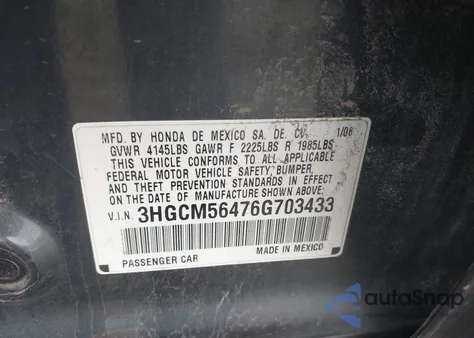 MFD. BY HONDA DE MEXICO SA. DE. CV. 1/06
GVWR 4145LBS GAWR F 2225LBS R 1985LBS
THIS VEHICLE CONFORMS TO ALL APPLICABLE
FEDERAL MOTOR VEHICLE SAFETY, BUMPER,
AND THEFT PREVENTION STANDARDS IN EFFECT
ON THE DATE OF MANUFACTURE SHOWN ABOVE.
V.I.N. 3HGCM56476G703433
PASSENGER CAR MADE IN MEXICO
autoSnap